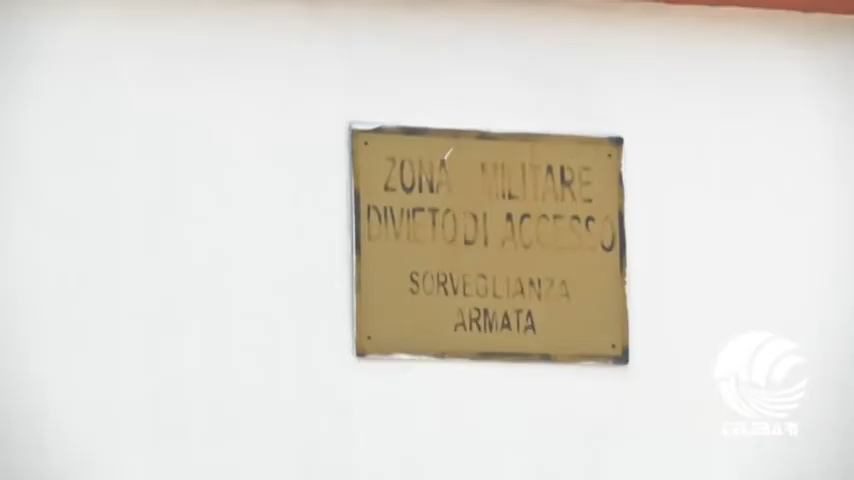 ZONA MILITARE
DIVIETO DI ACCESSO
SORVEGLIANZA
ARMATA